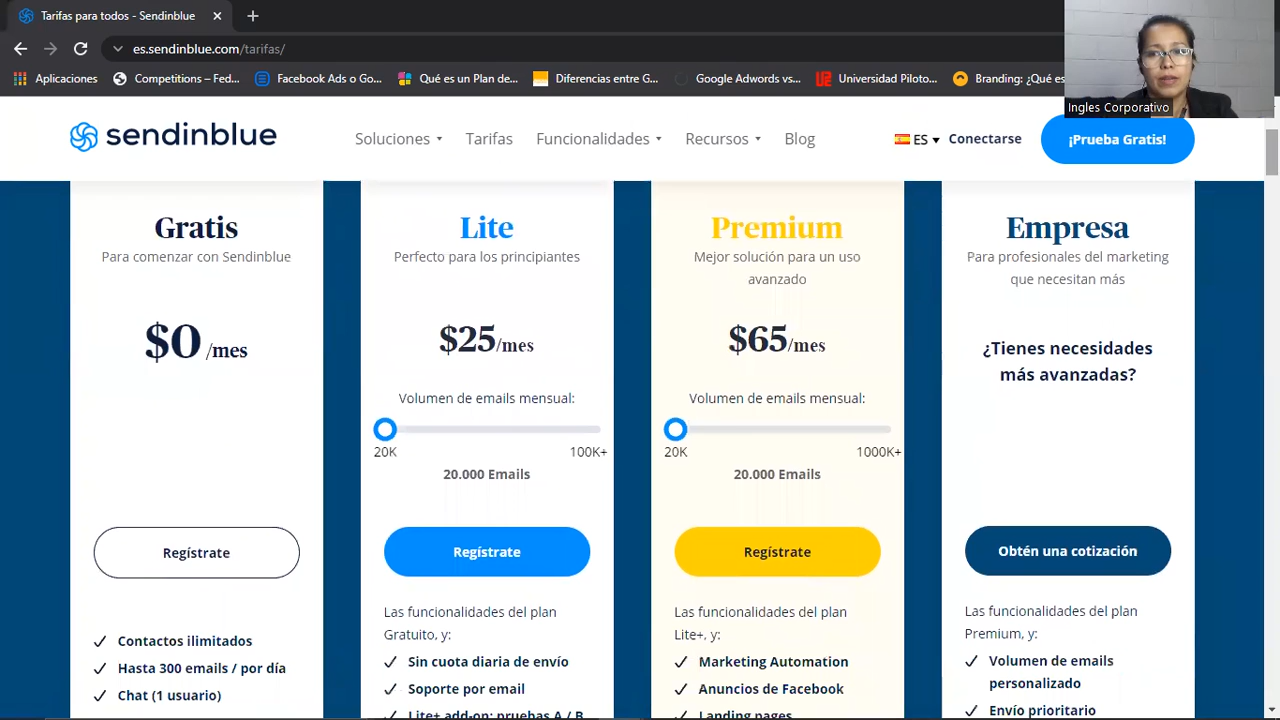 Tarifas para todos - Sendinblue
es.sendinblue.com/tarifas/
Aplicaciones
Competitions – Fed...
Facebook Ads o Go...
Qué es un Plan de...
Diferencias entre G...
Google Adwords vs...
Universidad Piloto...
Branding: ¿Qué es
Ingles Corporativo
sendinblue
Soluciones
Tarifas
Funcionalidades
Recursos
Blog
ES
Conectarse
¡Prueba Gratis!
Gratis
Para comenzar con Sendinblue
$0 /mes
Regístrate
Contactos ilimitados
Hasta 300 emails / por día
Chat (1 usuario)
Lite
Perfecto para los principiantes
$25/mes
Volumen de emails mensual:
20K 100K+
20.000 Emails
Regístrate
Las funcionalidades del plan
Gratuito, y:
Sin cuota diaria de envío
Soporte por email
Lite+ add-on: pruebas A / B
Premium
Mejor solución para un uso
avanzado
$65/mes
Volumen de emails mensual:
20K 1000K+
20.000 Emails
Regístrate
Las funcionalidades del plan
Lite+, y:
Marketing Automation
Anuncios de Facebook
Landing pages
Empresa
Para profesionales del marketing
que necesitan más
¿Tienes necesidades
más avanzadas?
Obtén una cotización
Las funcionalidades del plan
Premium, y:
Volumen de emails
personalizado
Envío prioritario